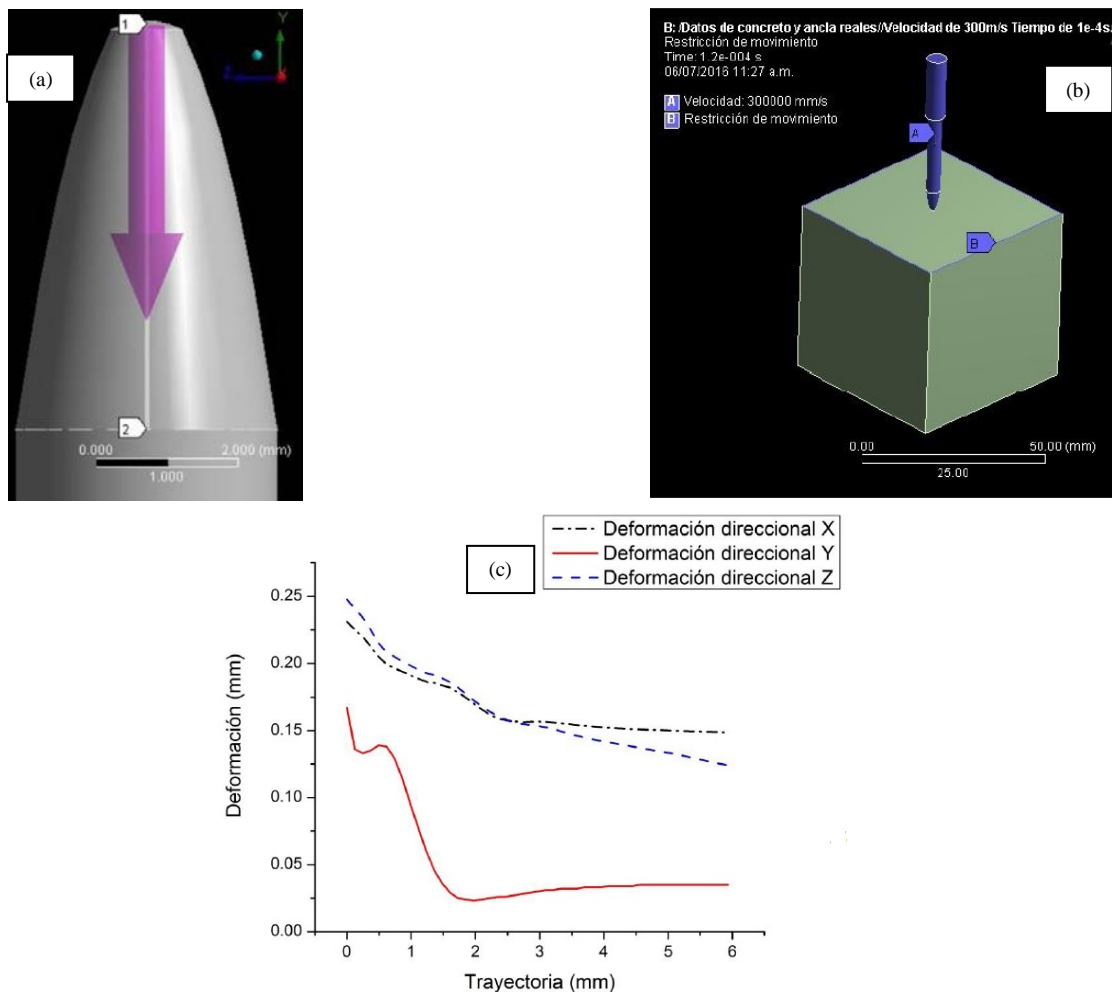 (a)
1
Y
Z
X
2
0.000
2.000 (mm)
1.000
B: /Datos de concreto y ancla reales//Velocidad de 300m/s Tiempo de 1e-4s.
Restricción de movimiento
Time: 1.2e-004 s
06/07/2016 11:27 a.m.
A Velocidad: 300000 mm/s
B Restricción de movimiento
(b)
A
B
0.00
50.00 (mm)
25.00
(c)
Deformación direccional X
Deformación direccional Y
Deformación direccional Z
Deformación (mm)
0.25
0.20
0.15
0.10
0.05
0.00
0 1 2 3 4 5 6
Trayectoria (mm)